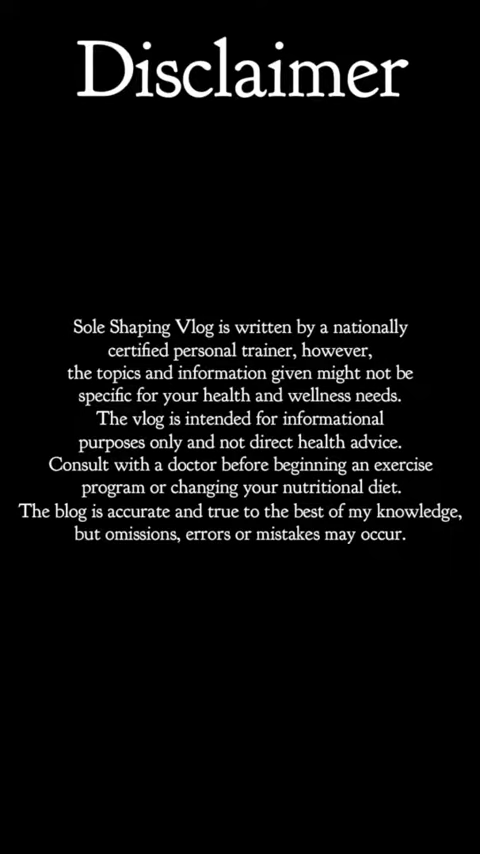 Disclaimer
Sole Shaping Vlog is written by a nationally
certified personal trainer, however,
the topics and information given might not be
specific for your health and wellness needs.
The vlog is intended for informational
purposes only and not direct health advice.
Consult with a doctor before beginning an exercise
program or changing your nutritional diet.
The blog is accurate and true to the best of my knowledge,
but omissions, errors or mistakes may occur.